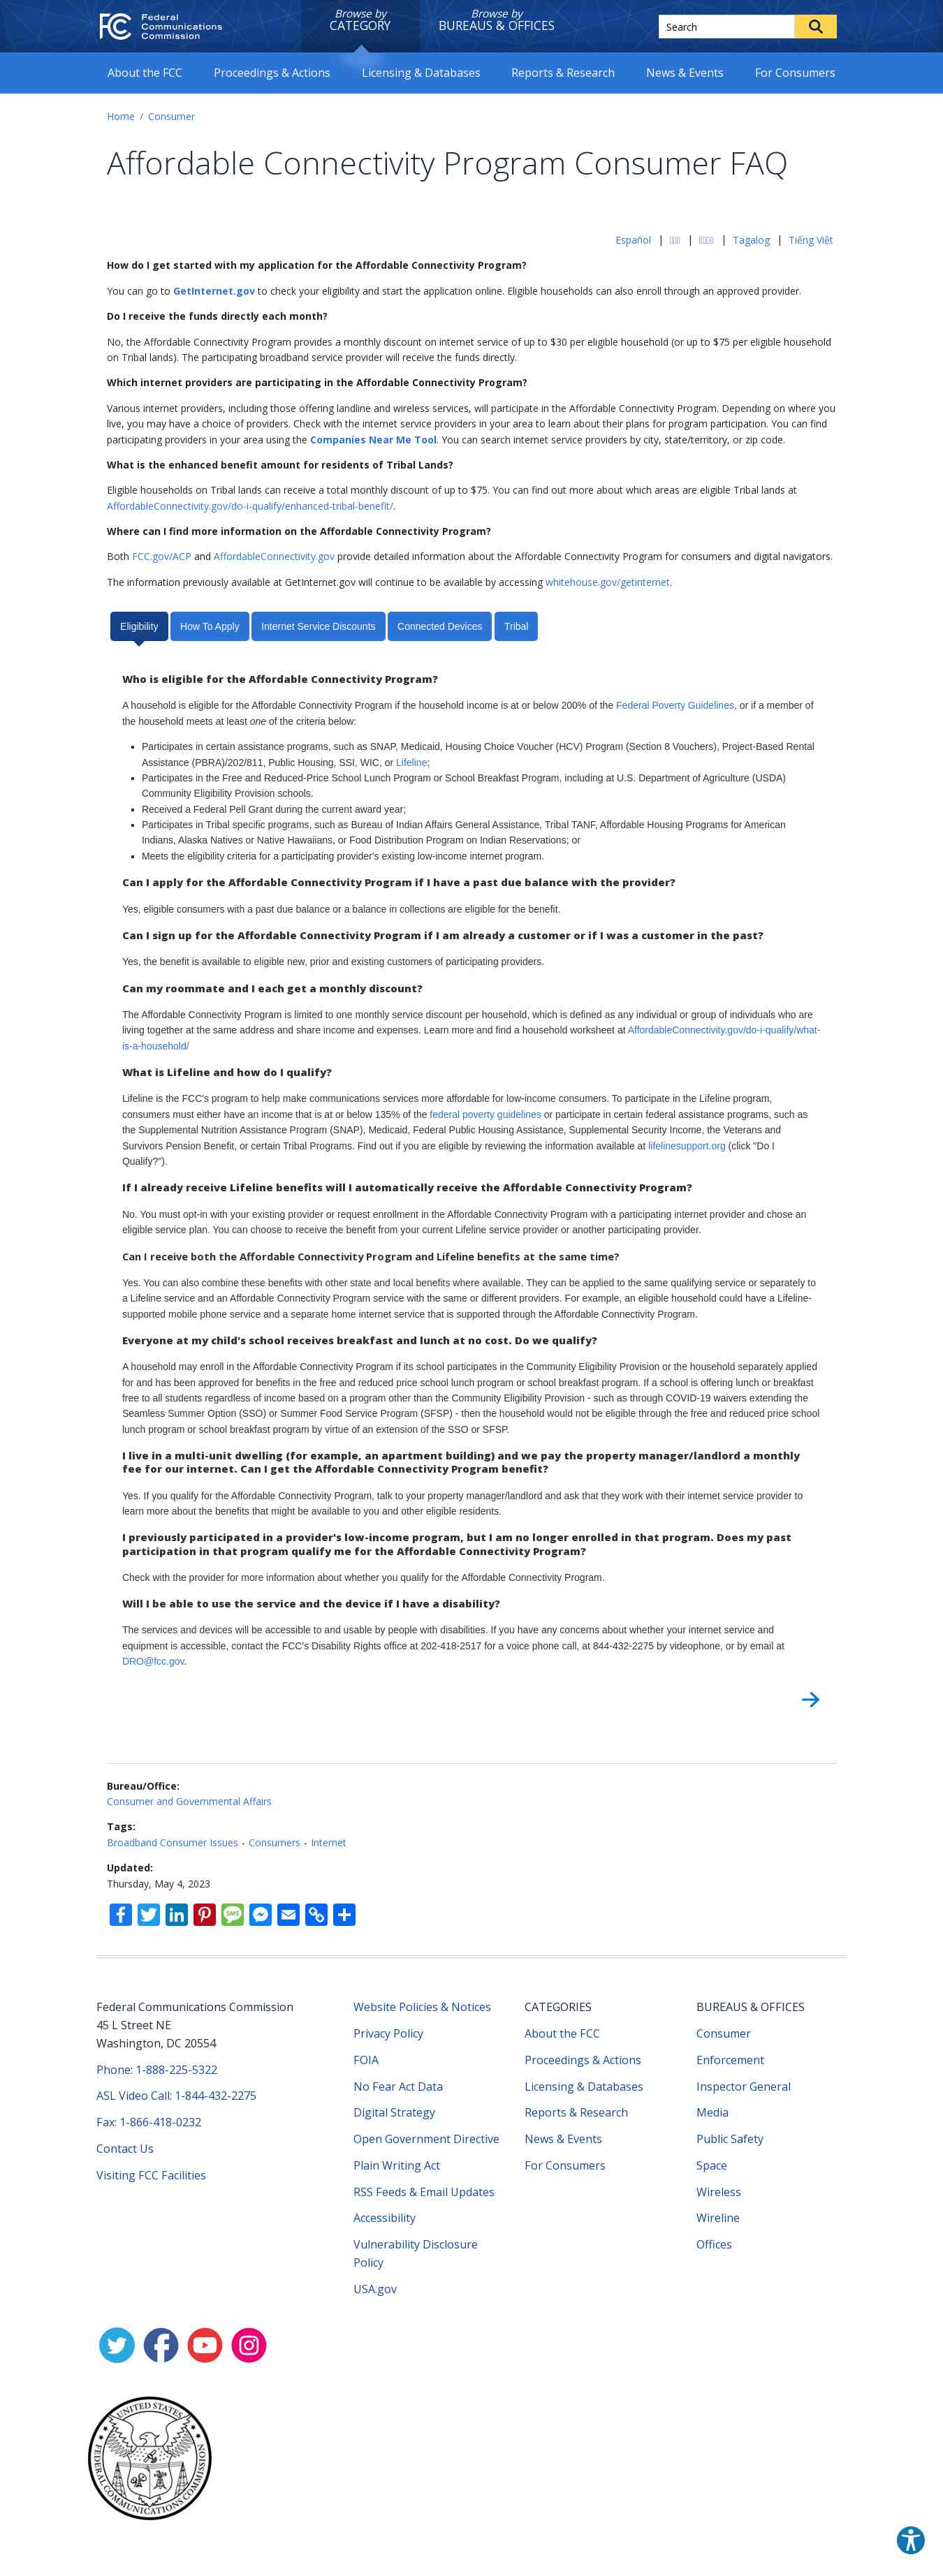 Federal
Communications
Commission
Browse by
CATEGORY
Browse by
BUREAUS & OFFICES
Search
About the FCC
Proceedings & Actions
Licensing & Databases
Reports & Research
News & Events
For Consumers
Home / Consumer
Affordable Connectivity Program Consumer FAQ
Español | | | Tagalog | Tiếng Việt
How do I get started with my application for the Affordable Connectivity Program?
You can go to GetInternet.gov to check your eligibility and start the application online. Eligible households can also enroll through an approved provider.
Do I receive the funds directly each month?
No, the Affordable Connectivity Program provides a monthly discount on internet service of up to $30 per eligible household (or up to $75 per eligible household
on Tribal lands). The participating broadband service provider will receive the funds directly.
Which internet providers are participating in the Affordable Connectivity Program?
Various internet providers, including those offering landline and wireless services, will participate in the Affordable Connectivity Program. Depending on where you
live, you may have a choice of providers. Check with the internet service providers in your area to learn about their plans for program participation. You can find
participating providers in your area using the Companies Near Me Tool. You can search internet service providers by city, state/territory, or zip code.
What is the enhanced benefit amount for residents of Tribal Lands?
Eligible households on Tribal lands can receive a total monthly discount of up to $75. You can find out more about which areas are eligible Tribal lands at
AffordableConnectivity.gov/do-i-qualify/enhanced-tribal-benefit/.
Where can I find more information on the Affordable Connectivity Program?
Both FCC.gov/ACP and AffordableConnectivity.gov provide detailed information about the Affordable Connectivity Program for consumers and digital navigators.
The information previously available at GetInternet.gov will continue to be available by accessing whitehouse.gov/getinternet.
Eligibility
How To Apply
Internet Service Discounts
Connected Devices
Tribal
Who is eligible for the Affordable Connectivity Program?
A household is eligible for the Affordable Connectivity Program if the household income is at or below 200% of the Federal Poverty Guidelines, or if a member of
the household meets at least one of the criteria below:
▪ Participates in certain assistance programs, such as SNAP, Medicaid, Housing Choice Voucher (HCV) Program (Section 8 Vouchers), Project-Based Rental
Assistance (PBRA)/202/811, Public Housing, SSI, WIC, or Lifeline;
▪ Participates in the Free and Reduced-Price School Lunch Program or School Breakfast Program, including at U.S. Department of Agriculture (USDA)
Community Eligibility Provision schools.
▪ Received a Federal Pell Grant during the current award year;
▪ Participates in Tribal specific programs, such as Bureau of Indian Affairs General Assistance, Tribal TANF, Affordable Housing Programs for American
Indians, Alaska Natives or Native Hawaiians, or Food Distribution Program on Indian Reservations; or
▪ Meets the eligibility criteria for a participating provider's existing low-income internet program.
Can I apply for the Affordable Connectivity Program if I have a past due balance with the provider?
Yes, eligible consumers with a past due balance or a balance in collections are eligible for the benefit.
Can I sign up for the Affordable Connectivity Program if I am already a customer or if I was a customer in the past?
Yes, the benefit is available to eligible new, prior and existing customers of participating providers.
Can my roommate and I each get a monthly discount?
The Affordable Connectivity Program is limited to one monthly service discount per household, which is defined as any individual or group of individuals who are
living together at the same address and share income and expenses. Learn more and find a household worksheet at AffordableConnectivity.gov/do-i-qualify/what-
is-a-household/
What is Lifeline and how do I qualify?
Lifeline is the FCC's program to help make communications services more affordable for low-income consumers. To participate in the Lifeline program,
consumers must either have an income that is at or below 135% of the federal poverty guidelines or participate in certain federal assistance programs, such as
the Supplemental Nutrition Assistance Program (SNAP), Medicaid, Federal Public Housing Assistance, Supplemental Security Income, the Veterans and
Survivors Pension Benefit, or certain Tribal Programs. Find out if you are eligible by reviewing the information available at lifelinesupport.org (click "Do I
Qualify?").
If I already receive Lifeline benefits will I automatically receive the Affordable Connectivity Program?
No. You must opt-in with your existing provider or request enrollment in the Affordable Connectivity Program with a participating internet provider and chose an
eligible service plan. You can choose to receive the benefit from your current Lifeline service provider or another participating provider.
Can I receive both the Affordable Connectivity Program and Lifeline benefits at the same time?
Yes. You can also combine these benefits with other state and local benefits where available. They can be applied to the same qualifying service or separately to
a Lifeline service and an Affordable Connectivity Program service with the same or different providers. For example, an eligible household could have a Lifeline-
supported mobile phone service and a separate home internet service that is supported through the Affordable Connectivity Program.
Everyone at my child's school receives breakfast and lunch at no cost. Do we qualify?
A household may enroll in the Affordable Connectivity Program if its school participates in the Community Eligibility Provision or the household separately applied
for and has been approved for benefits in the free and reduced price school lunch program or school breakfast program. If a school is offering lunch or breakfast
free to all students regardless of income based on a program other than the Community Eligibility Provision - such as through COVID-19 waivers extending the
Seamless Summer Option (SSO) or Summer Food Service Program (SFSP) - then the household would not be eligible through the free and reduced price school
lunch program or school breakfast program by virtue of an extension of the SSO or SFSP.
I live in a multi-unit dwelling (for example, an apartment building) and we pay the property manager/landlord a monthly
fee for our internet. Can I get the Affordable Connectivity Program benefit?
Yes. If you qualify for the Affordable Connectivity Program, talk to your property manager/landlord and ask that they work with their internet service provider to
learn more about the benefits that might be available to you and other eligible residents.
I previously participated in a provider's low-income program, but I am no longer enrolled in that program. Does my past
participation in that program qualify me for the Affordable Connectivity Program?
Check with the provider for more information about whether you qualify for the Affordable Connectivity Program.
Will I be able to use the service and the device if I have a disability?
The services and devices will be accessible to and usable by people with disabilities. If you have any concerns about whether your internet service and
equipment is accessible, contact the FCC's Disability Rights office at 202-418-2517 for a voice phone call, at 844-432-2275 by videophone, or by email at
DRO@fcc.gov.
Bureau/Office:
Consumer and Governmental Affairs
Tags:
Broadband Consumer Issues - Consumers - Internet
Updated:
Thursday, May 4, 2023
SMS
Federal Communications Commission
45 L Street NE
Washington, DC 20554
Phone: 1-888-225-5322
ASL Video Call: 1-844-432-2275
Fax: 1-866-418-0232
Contact Us
Visiting FCC Facilities
Website Policies & Notices
Privacy Policy
FOIA
No Fear Act Data
Digital Strategy
Open Government Directive
Plain Writing Act
RSS Feeds & Email Updates
Accessibility
Vulnerability Disclosure
Policy
USA.gov
CATEGORIES
About the FCC
Proceedings & Actions
Licensing & Databases
Reports & Research
News & Events
For Consumers
BUREAUS & OFFICES
Consumer
Enforcement
Inspector General
Media
Public Safety
Space
Wireless
Wireline
Offices
UNITED STATES
FEDERAL COMMUNICATIONS COMMISSION